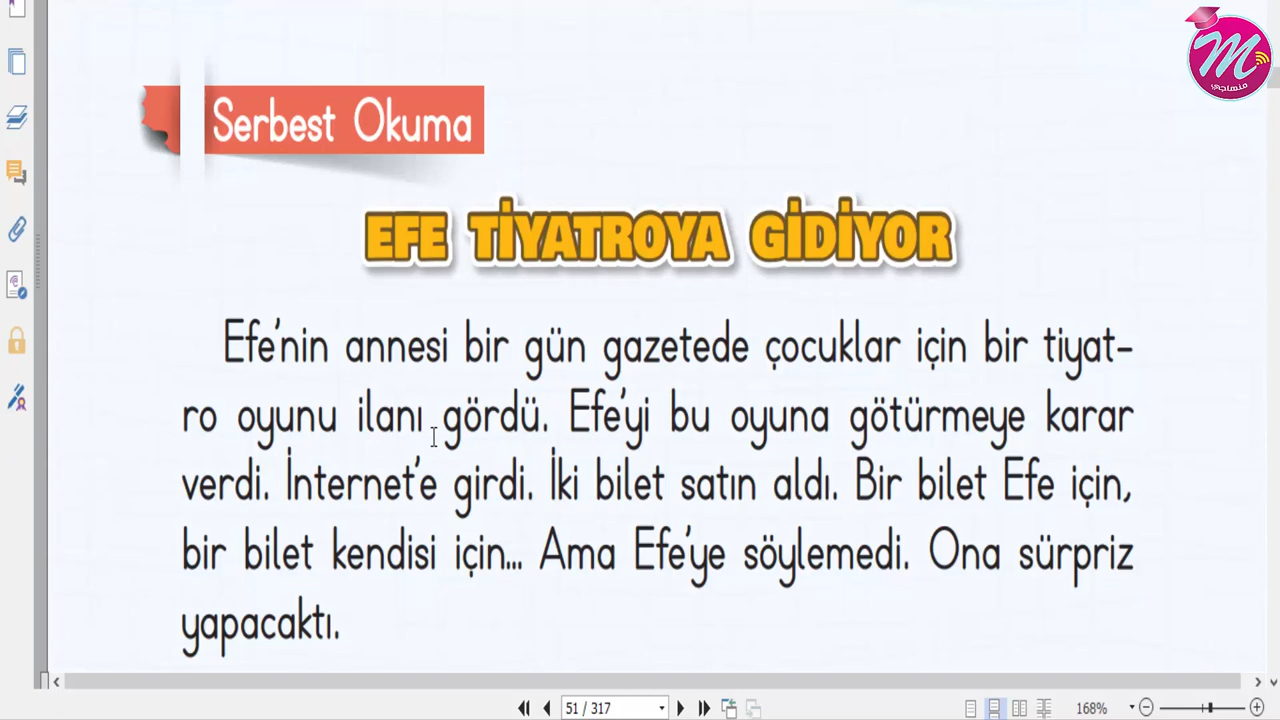 منهاجي
Serbest Okuma
EFE TİYATROYA GİDİYOR
Efe'nin annesi bir gün gazetede çocuklar için bir tiyat-
ro oyunu ilanı gördü. Efe'yi bu oyuna götürmeye karar
verdi. İnternet'e girdi. İki bilet satın aldı. Bir bilet Efe için,
bir bilet kendisi için... Ama Efe'ye söylemedi. Ona sürpriz
yapacaktı.
51 / 317
168%